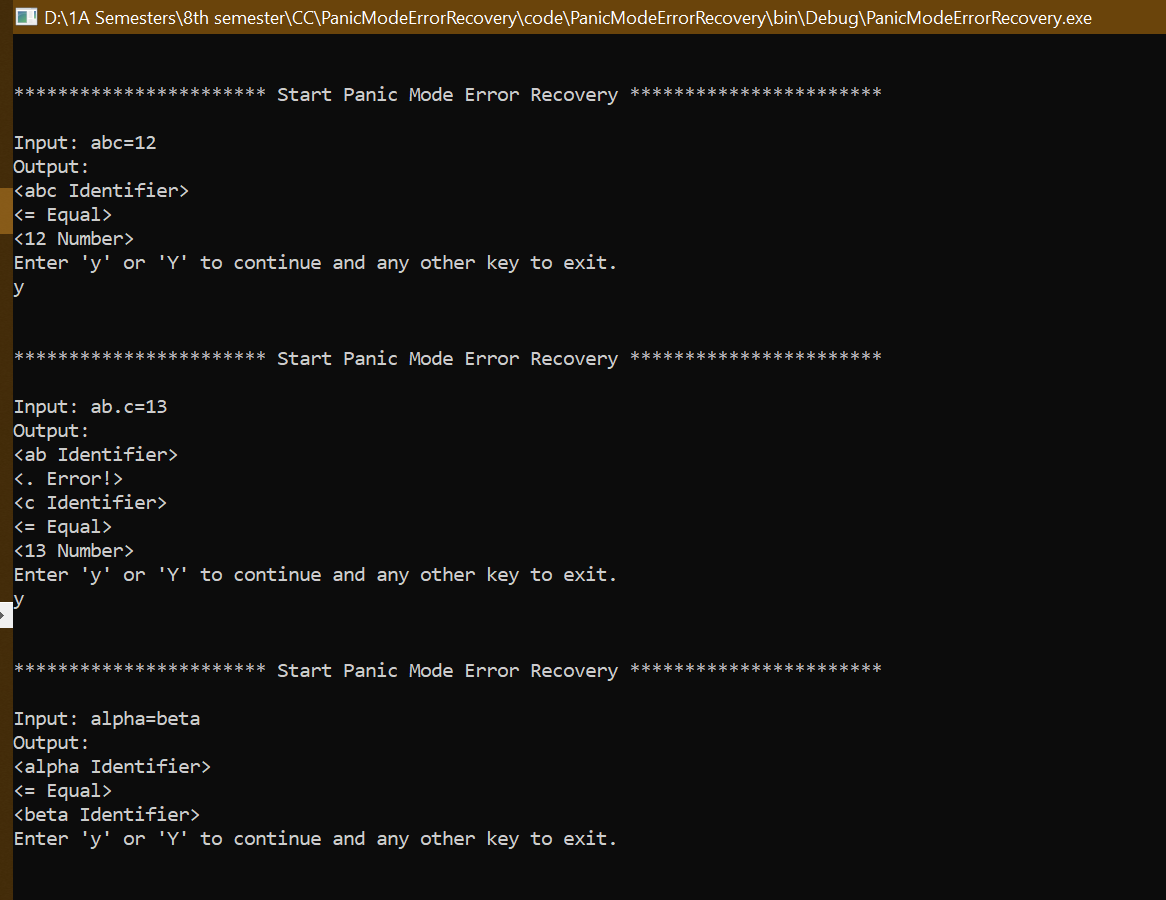 D:\1A Semesters\8th semester\CC\PanicModeErrorRecovery\code\PanicModeErrorRecovery\bin\Debug\PanicModeErrorRecovery.exe
*********************** Start Panic Mode Error Recovery ***********************
Input: abc=12
Output:
<abc Identifier>
<= Equal>
<12 Number>
Enter 'y' or 'Y' to continue and any other key to exit.
y
*********************** Start Panic Mode Error Recovery ***********************
Input: ab.c=13
Output:
<ab Identifier>
<. Error!>
<c Identifier>
<= Equal>
<13 Number>
Enter 'y' or 'Y' to continue and any other key to exit.
y
*********************** Start Panic Mode Error Recovery ***********************
Input: alpha=beta
Output:
<alpha Identifier>
<= Equal>
<beta Identifier>
Enter 'y' or 'Y' to continue and any other key to exit.